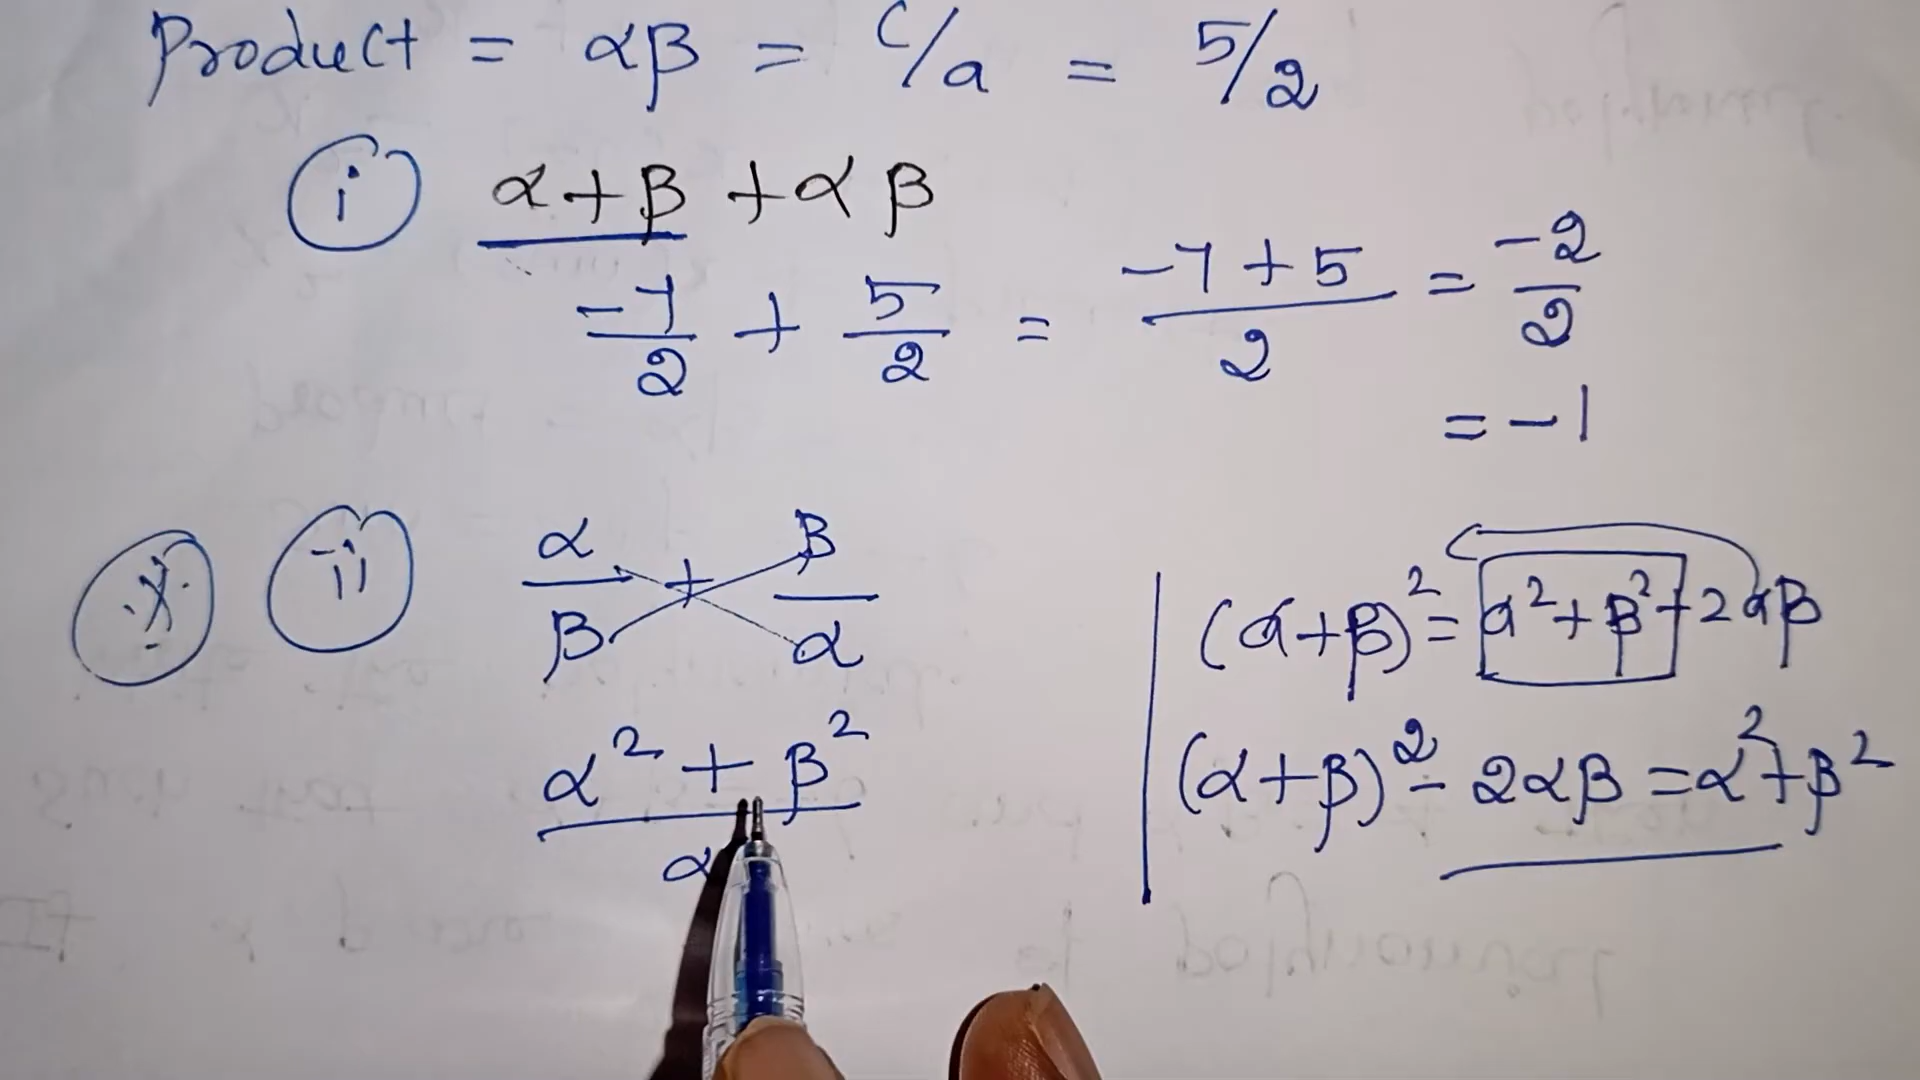 Product = αβ = c/a = 5/2
(i) α+β + αβ
-7/2 + 5/2 = (-7+5)/2 = -2/2
= -1
(ii) α/β + β/α
(α+β)² = α²+β²+2αβ
α² + β²
α
(α+β)² - 2αβ = α²+β²